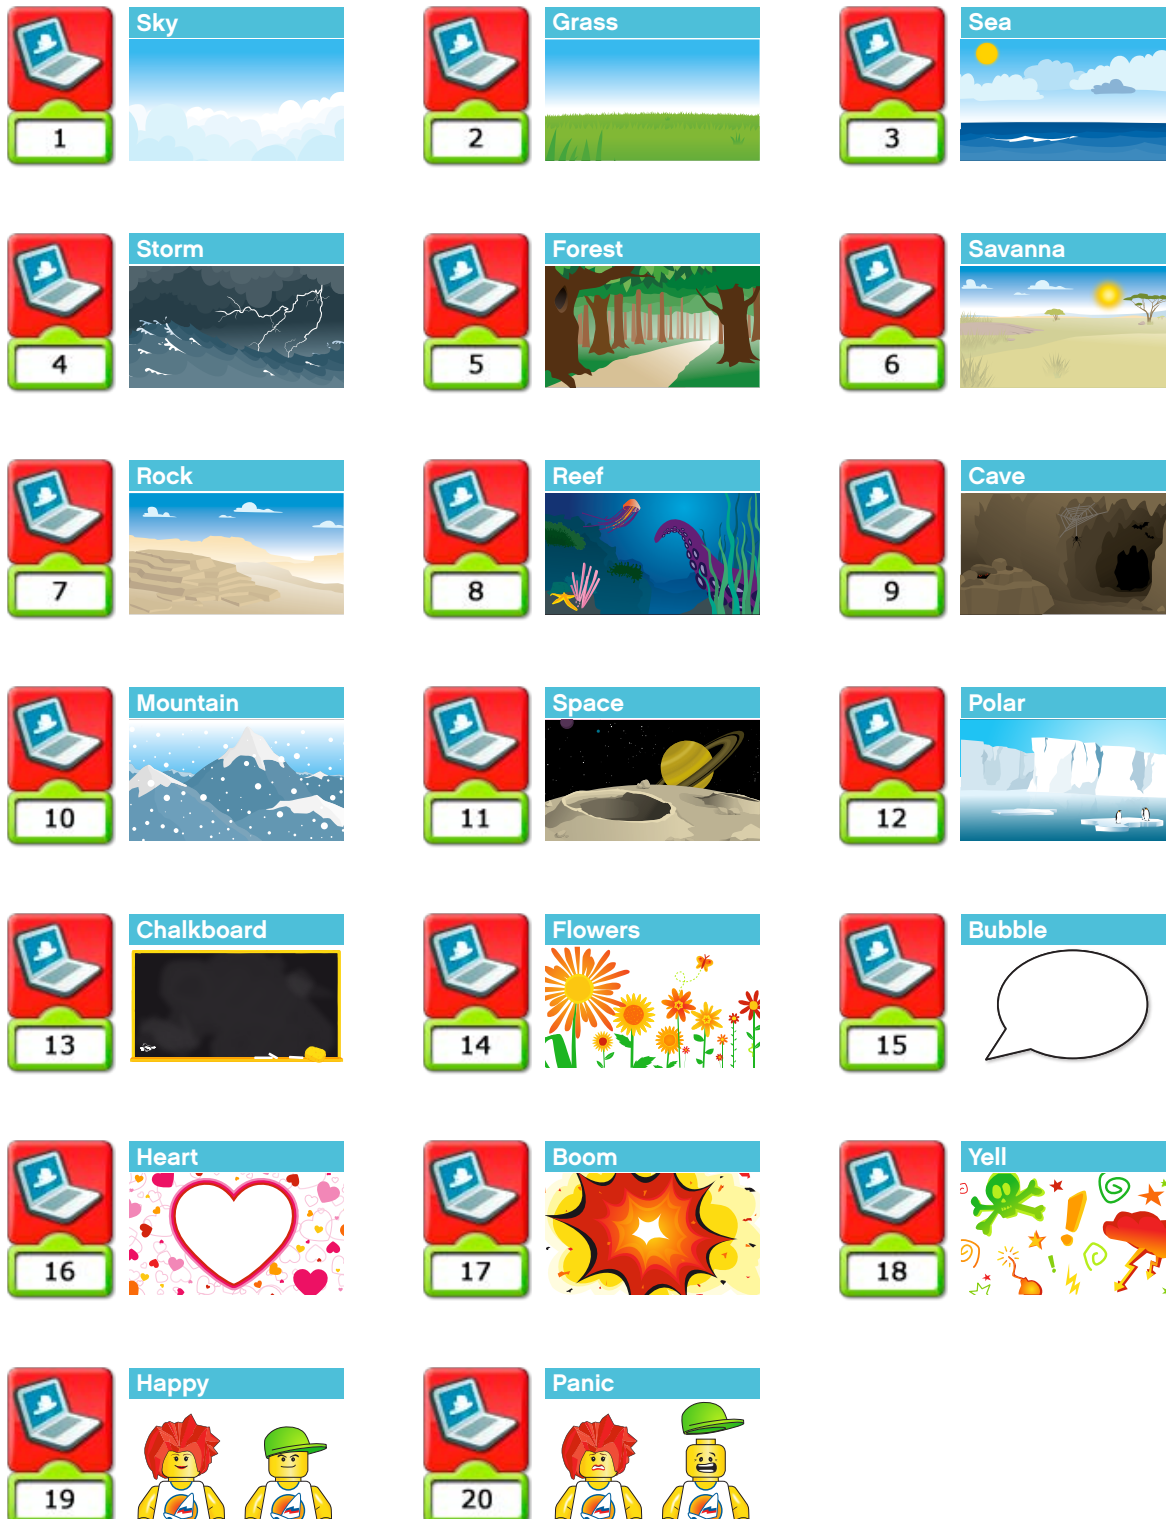 Sky
1
Grass
2
Sea
3
Storm
4
Forest
5
Savanna
6
Rock
7
Reef
8
Cave
9
Mountain
10
Space
11
Polar
12
Chalkboard
13
Flowers
14
Bubble
15
Heart
16
Boom
17
Yell
18
Happy
19
Panic
20